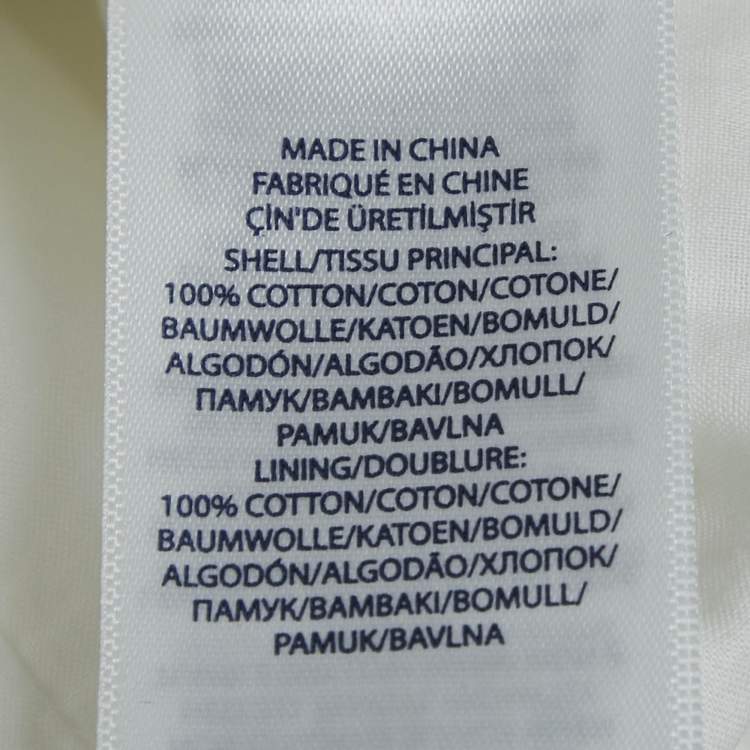 MADE IN CHINA
FABRIQUÉ EN CHINE
ÇİN'DE ÜRETİLMİŞTİR
SHELL/TISSU PRINCIPAL:
100% COTTON/COTON/COTONE/
BAUMWOLLE/KATOEN/BOMULD/
ALGODÓN/ALGODÃO/ХЛОПОК/
ПАМУК/BAMBAKI/BOMULL/
PAMUK/BAVLNA
LINING/DOUBLURE:
100% COTTON/COTON/COTONE/
BAUMWOLLE/KATOEN/BOMULD/
ALGODÓN/ALGODÃO/ХЛОПОК/
ПАМУК/BAMBAKI/BOMULL/
PAMUK/BAVLNA